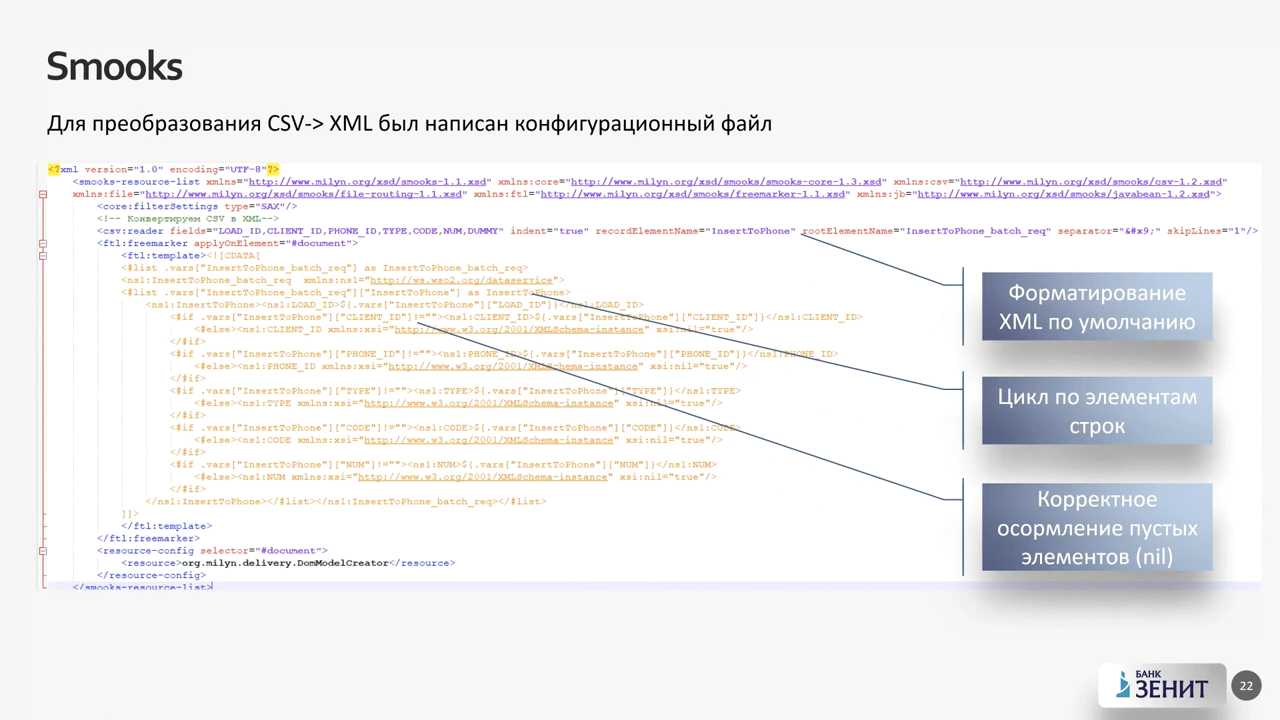 Smooks
Для преобразования CSV-> XML был написан конфигурационный файл
<?xml version="1.0" encoding="UTF-8"?>
<smooks-resource-list xmlns="http://www.milyn.org/xsd/smooks-1.1.xsd" xmlns:core="http://www.milyn.org/xsd/smooks/smooks-core-1.3.xsd" xmlns:csv="http://www.milyn.org/xsd/smooks/csv-1.2.xsd"
xmlns:file="http://www.milyn.org/xsd/smooks/file-routing-1.1.xsd" xmlns:ftl="http://www.milyn.org/xsd/smooks/freemarker-1.1.xsd" xmlns:jb="http://www.milyn.org/xsd/smooks/javabean-1.2.xsd">
<core:filterSettings type="SAX"/>
<!-- Конвертируем CSV в XML-->
<csv:reader fields="LOAD_ID,CLIENT_ID,PHONE_ID,TYPE,CODE,NUM,DUMMY" indent="true" recordElementName="InsertToPhone" rootElementName="InsertToPhone_batch_req" separator="&#x9;" skipLines="1"/>
<ftl:freemarker applyOnElement="#document">
<ftl:template><![CDATA[
<#list .vars["InsertToPhone_batch_req"] as InsertToPhone_batch_req>
<ns1:InsertToPhone_batch_req  xmlns:ns1="http://ws.wso2.org/dataservice">
<#list .vars["InsertToPhone_batch_req"]["InsertToPhone"] as InsertToPhone>
<ns1:InsertToPhone><ns1:LOAD_ID>${.vars["InsertToPhone"]["LOAD_ID"]}</ns1:LOAD_ID>
<#if .vars["InsertToPhone"]["CLIENT_ID"]!=""><ns1:CLIENT_ID>${.vars["InsertToPhone"]["CLIENT_ID"]}</ns1:CLIENT_ID>
<#else><ns1:CLIENT_ID xmlns:xsi="http://www.w3.org/2001/XMLSchema-instance" xsi:nil="true"/>
</#if>
<#if .vars["InsertToPhone"]["PHONE_ID"]!=""><ns1:PHONE_ID>${.vars["InsertToPhone"]["PHONE_ID"]}</ns1:PHONE_ID>
<#else><ns1:PHONE_ID xmlns:xsi="http://www.w3.org/2001/XMLSchema-instance" xsi:nil="true"/>
</#if>
<#if .vars["InsertToPhone"]["TYPE"]!=""><ns1:TYPE>${.vars["InsertToPhone"]["TYPE"]}</ns1:TYPE>
<#else><ns1:TYPE xmlns:xsi="http://www.w3.org/2001/XMLSchema-instance" xsi:nil="true"/>
</#if>
<#if .vars["InsertToPhone"]["CODE"]!=""><ns1:CODE>${.vars["InsertToPhone"]["CODE"]}</ns1:CODE>
<#else><ns1:CODE xmlns:xsi="http://www.w3.org/2001/XMLSchema-instance" xsi:nil="true"/>
</#if>
<#if .vars["InsertToPhone"]["NUM"]!=""><ns1:NUM>${.vars["InsertToPhone"]["NUM"]}</ns1:NUM>
<#else><ns1:NUM xmlns:xsi="http://www.w3.org/2001/XMLSchema-instance" xsi:nil="true"/>
</#if>
</ns1:InsertToPhone></#list></ns1:InsertToPhone_batch_req></#list>
]]>
</ftl:template>
</ftl:freemarker>
<resource-config selector="#document">
<resource>org.milyn.delivery.DomModelCreator</resource>
</resource-config>
</smooks-resource-list>
Форматирование
XML по умолчанию
Цикл по элементам
строк
Корректное
осормление пустых
элементов (nil)
БАНК
ЗЕНИТ
22